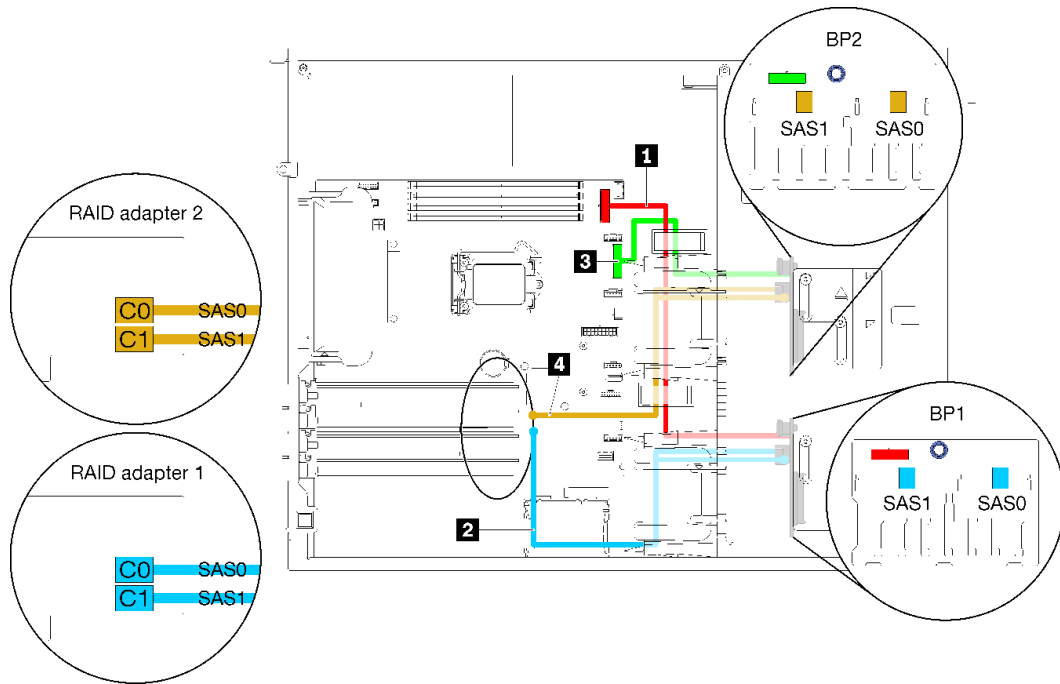 BP2
SAS1 SAS0
1
RAID adapter 2
3
C0 SAS0
C1 SAS1
4
BP1
RAID adapter 1
SAS1 SAS0
2
C0 SAS0
C1 SAS1